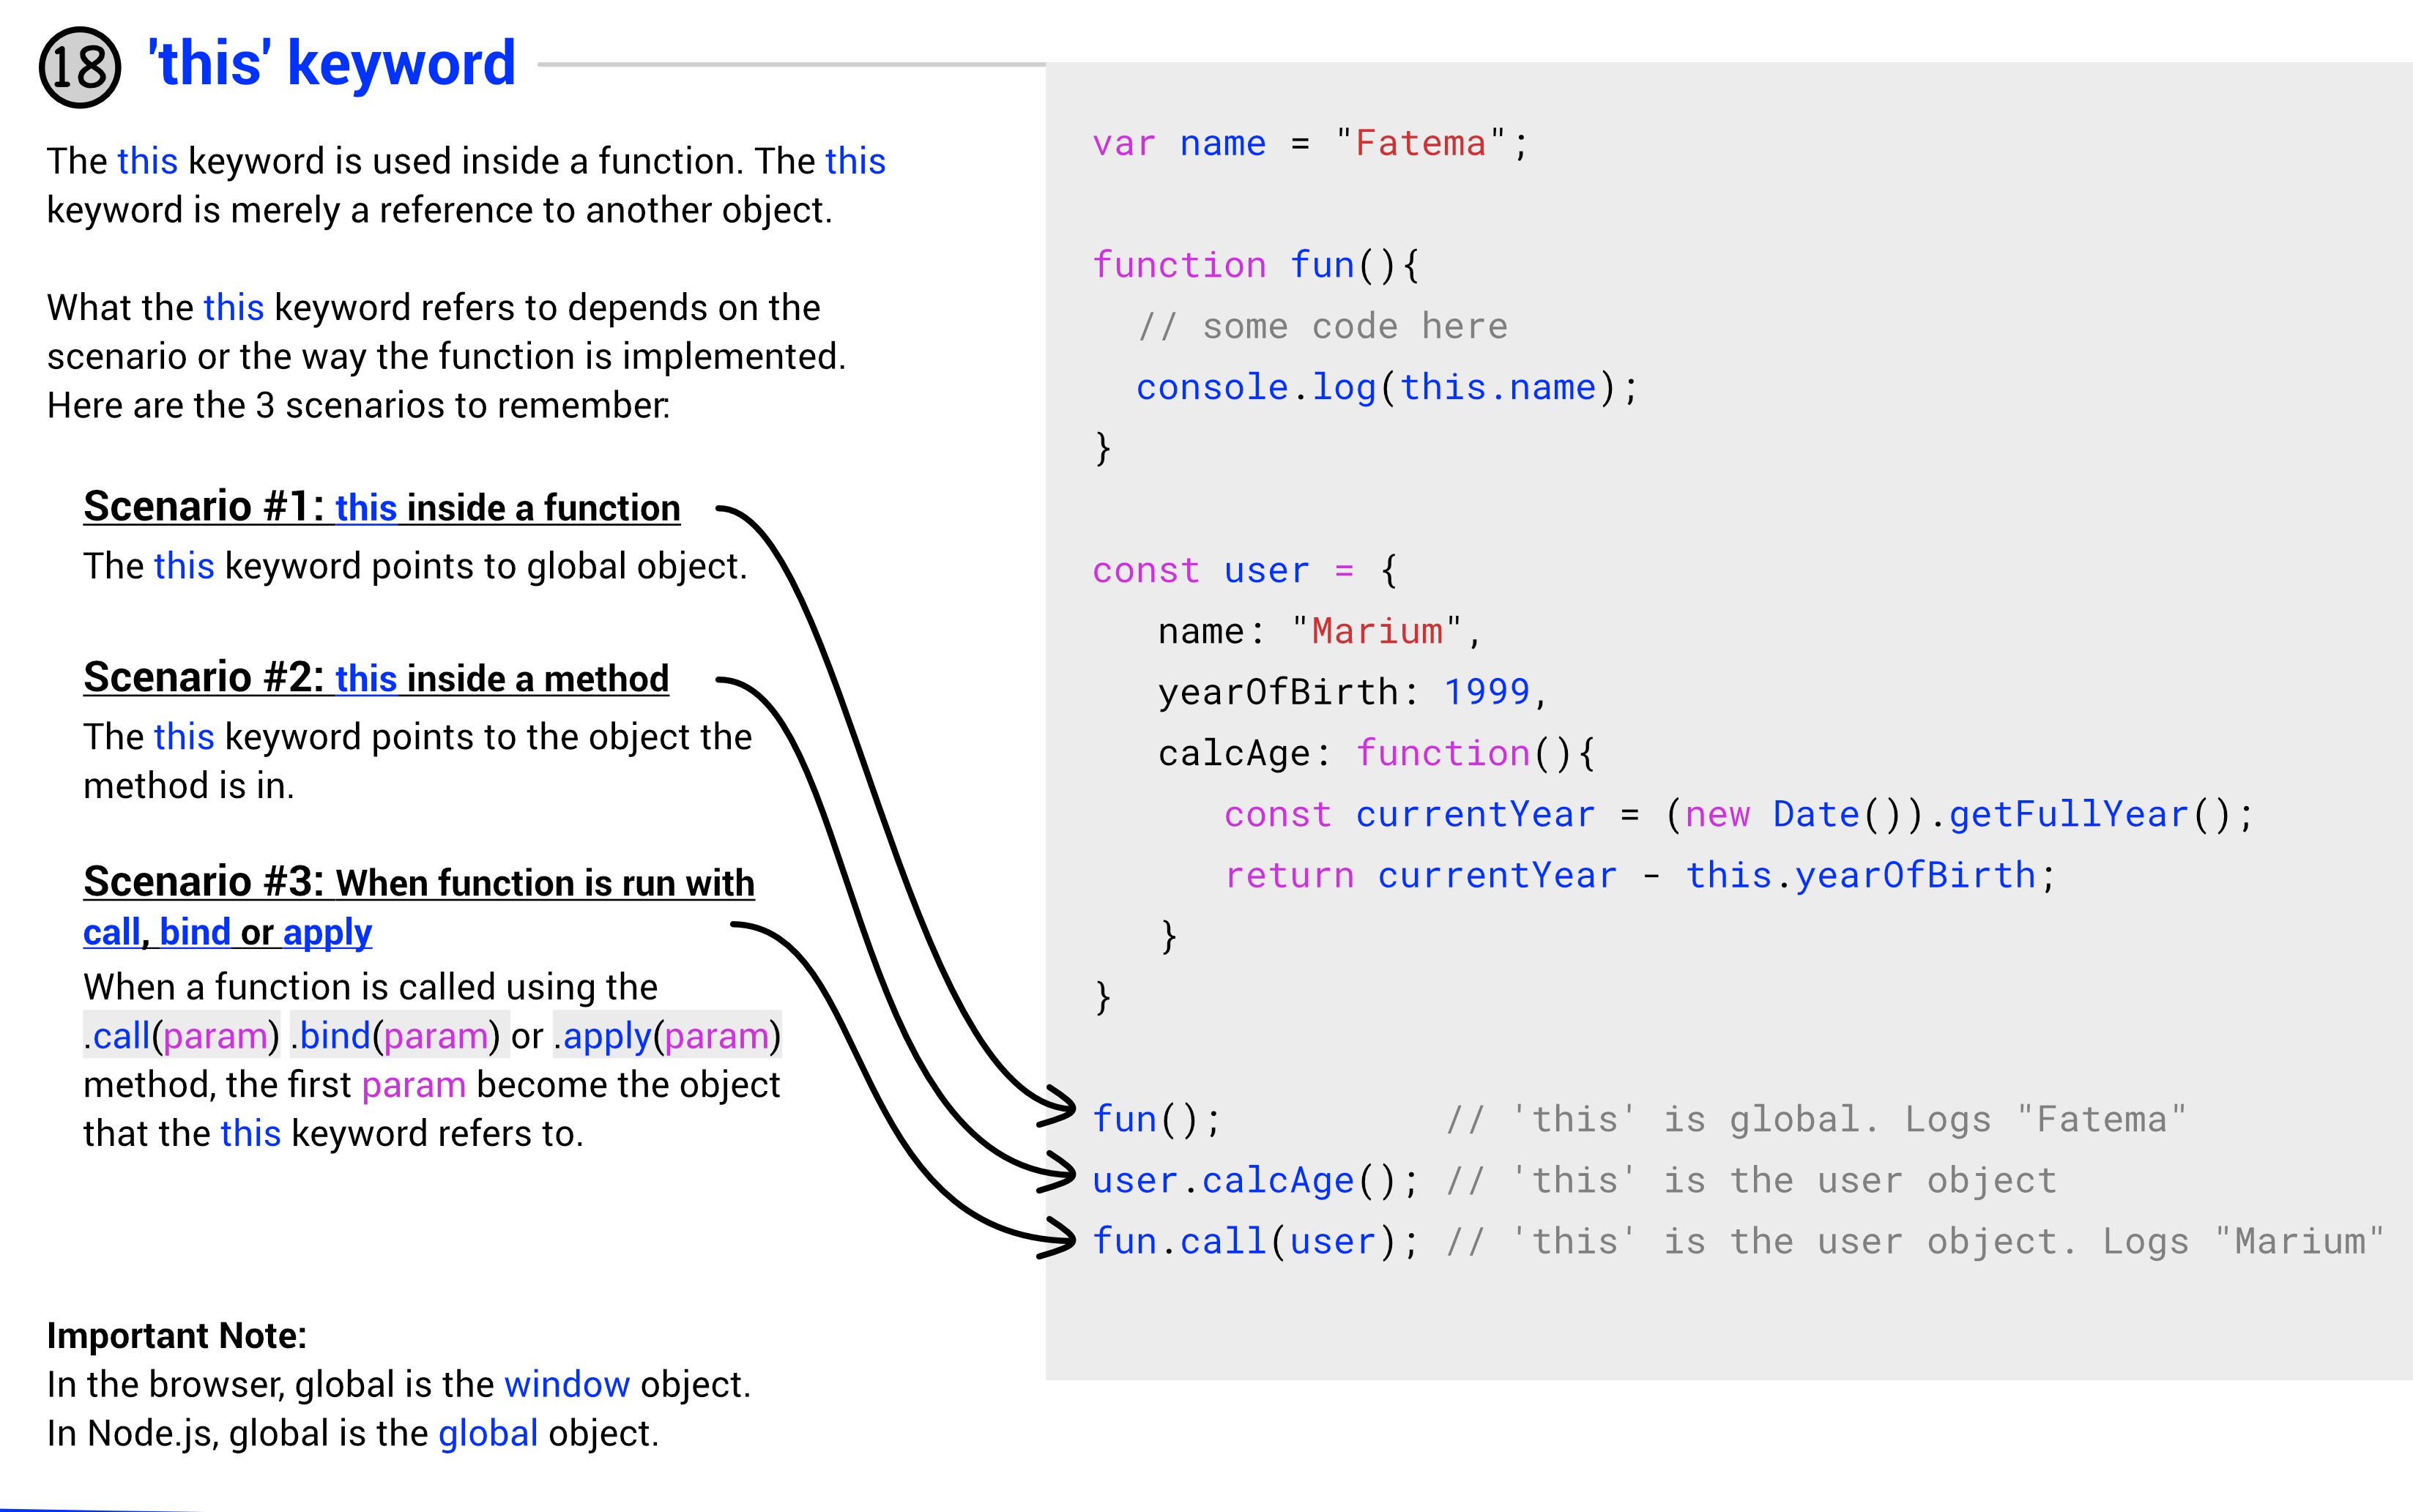 18 'this' keyword
The this keyword is used inside a function. The this
keyword is merely a reference to another object.
What the this keyword refers to depends on the
scenario or the way the function is implemented.
Here are the 3 scenarios to remember:
Scenario #1: this inside a function
The this keyword points to global object.
Scenario #2: this inside a method
The this keyword points to the object the
method is in.
Scenario #3: When function is run with
call, bind or apply
When a function is called using the
.call(param) .bind(param) or .apply(param)
method, the first param become the object
that the this keyword refers to.
Important Note:
In the browser, global is the window object.
In Node.js, global is the global object.
var name = "Fatema";
function fun(){
// some code here
console.log(this.name);
}
const user = {
name: "Marium",
yearOfBirth: 1999,
calcAge: function(){
const currentYear = (new Date()).getFullYear();
return currentYear - this.yearOfBirth;
}
}
fun(); // 'this' is global. Logs "Fatema"
user.calcAge(); // 'this' is the user object
fun.call(user); // 'this' is the user object. Logs "Marium"